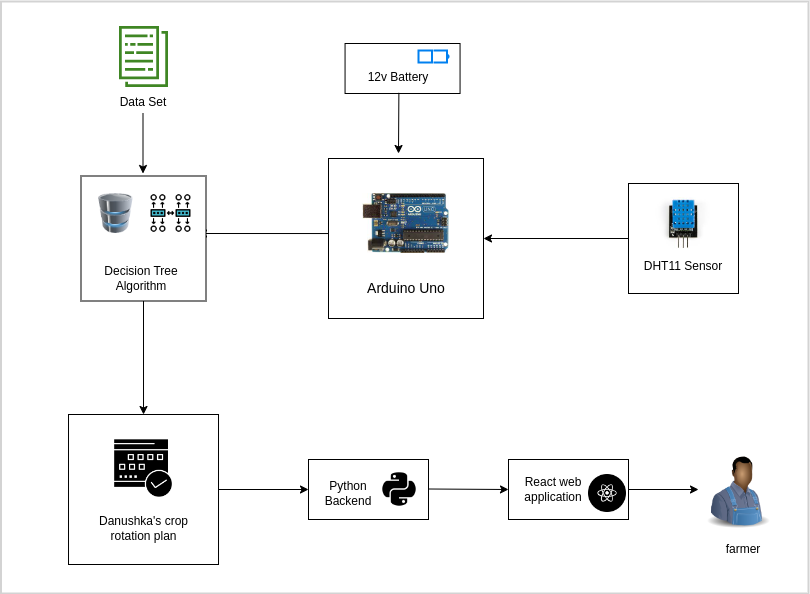 Data Set
12v Battery
Decision Tree
Algorithm
Arduino Uno
DHT11 Sensor
Danushka's crop
rotation plan
Python
Backend
React web
application
farmer